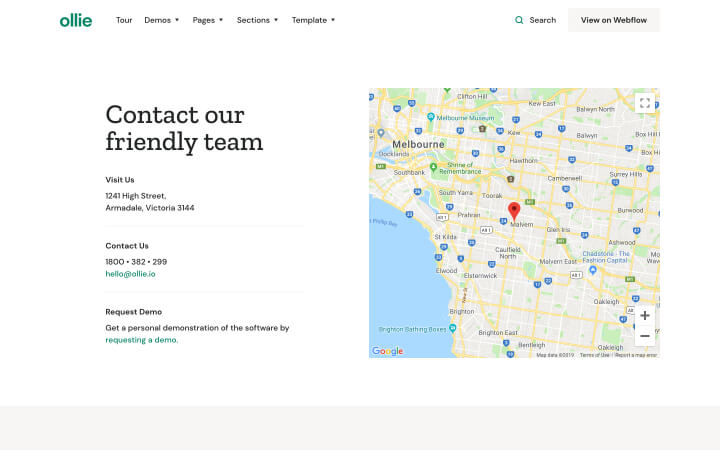 ollie
Tour
Demos
Pages
Sections
Template
Search
View on Webflow
Contact our
friendly team
Visit Us
1241 High Street,
Armadale, Victoria 3144
Contact Us
1800 • 382 • 299
hello@ollie.io
Request Demo
Get a personal demonstration of the software by
requesting a demo.
Clifton Hill
Kew East
Balwyn North
Melbourne Museum
Kew
Balwyn
Box Hill
Melbourne
Docklands
Hawthorn
Shrine of
Remembrance
Southbank
Camberwell
Surrey Hills
Box Hill
South Yarra
Toorak
Burwood
Prahran
Malvern
Glen Iris
St Kilda
Ashwood
Caulfield
North
Chadstone - The
Fashion Capital
Malvern East
Elwood
Elsternwick
Carnegie
Oakleigh
Brighton
Brighton Bathing Boxes
Brighton East
Bentleigh
Oakleigh
Google
Map data ©2019
Terms of Use
Report a map error